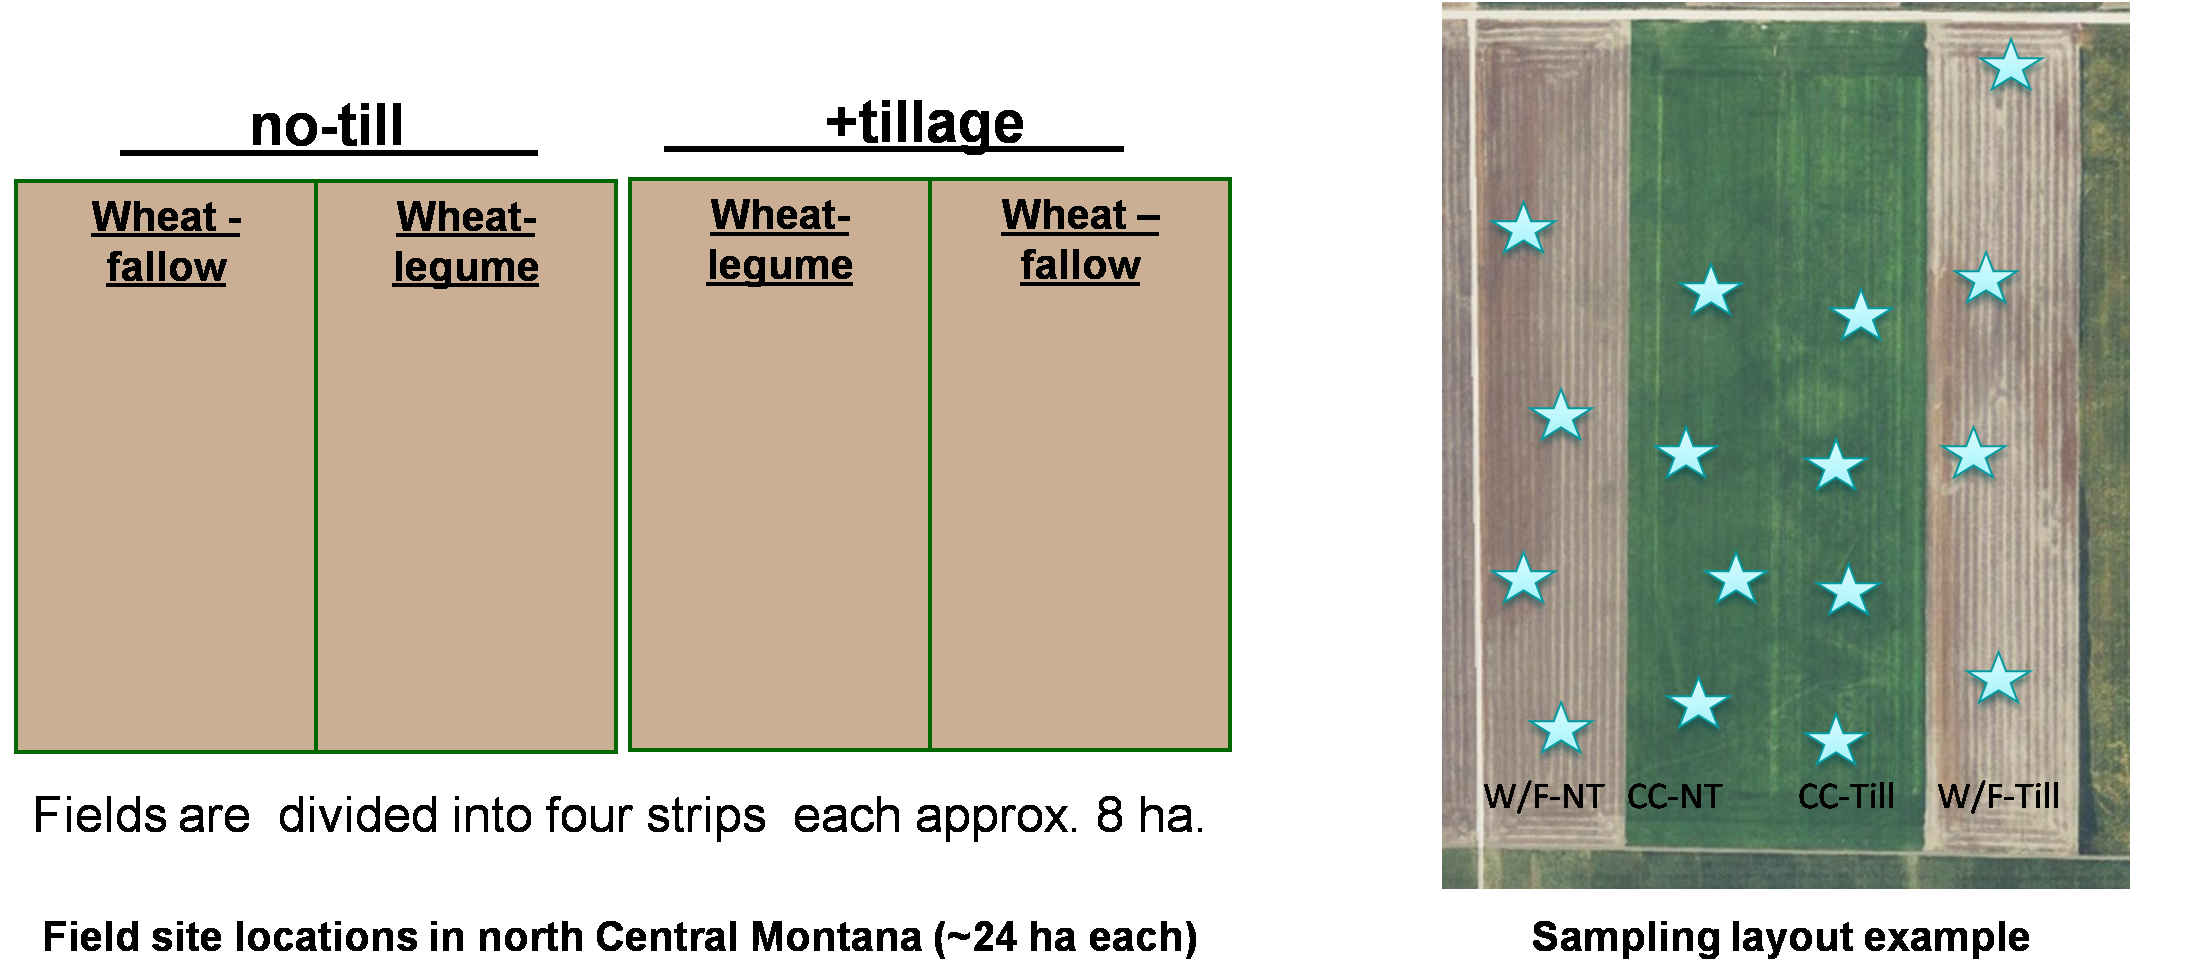 no-till
+tillage
Wheat -
fallow
Wheat-
legume
Wheat-
legume
Wheat –
fallow
Fields are  divided into four strips  each approx. 8 ha.
Field site locations in north Central Montana (~24 ha each)
W/F-NT CC-NT CC-Till W/F-Till
Sampling layout example